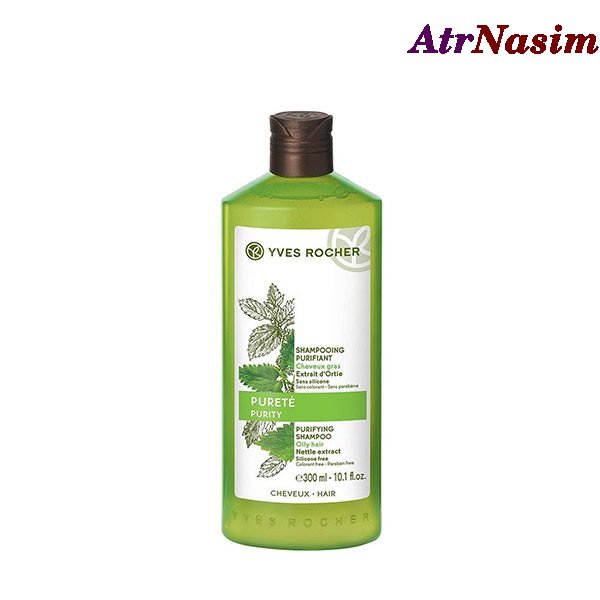 AtrNasim
YVES ROCHER
SHAMPOOING
PURIFIANT
Cheveux gras
Extrait d'Ortie
Sans silicone
Sans colorant - Sans parabène
PURETÉ
PURITY
PURIFYING
SHAMPOO
Oily hair
Nettle extract
Silicone free
Colorant free - Paraben free
℮300 ml - 10.1 fl.oz.
CHEVEUX • HAIR
YVES ROCHER